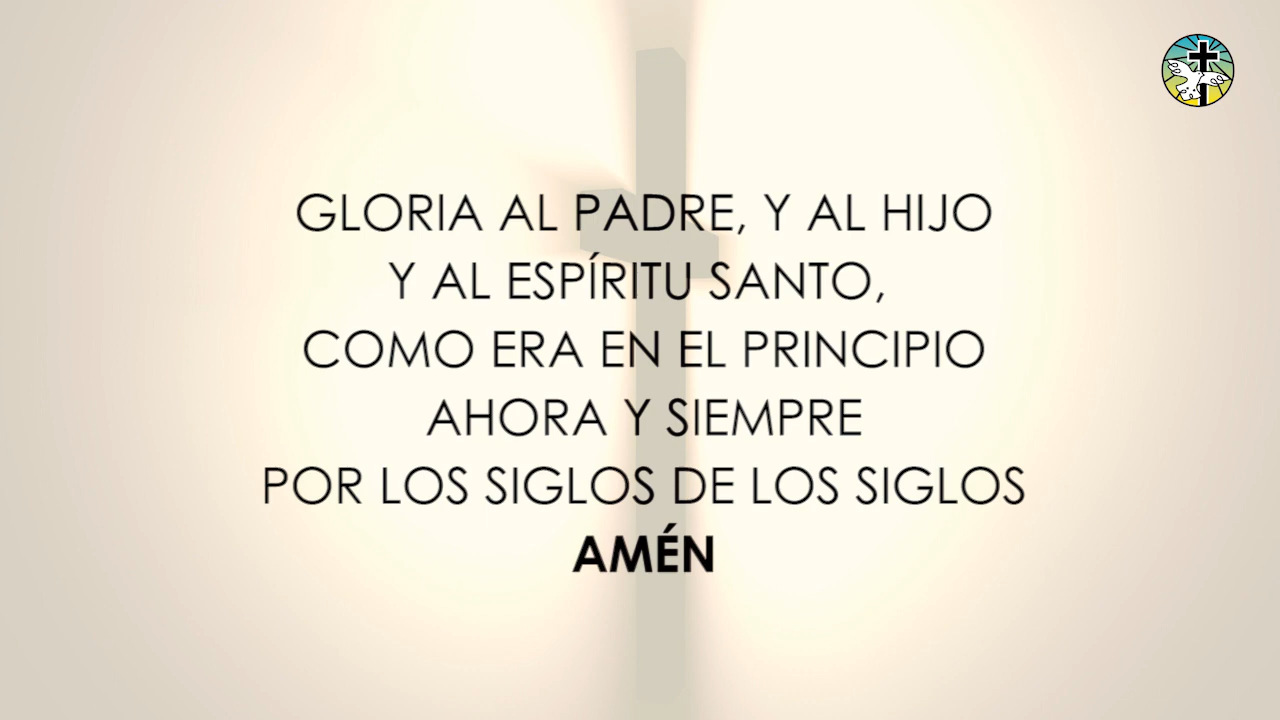 GLORIA AL PADRE, Y AL HIJO
Y AL ESPÍRITU SANTO,
COMO ERA EN EL PRINCIPIO
AHORA Y SIEMPRE
POR LOS SIGLOS DE LOS SIGLOS
AMÉN